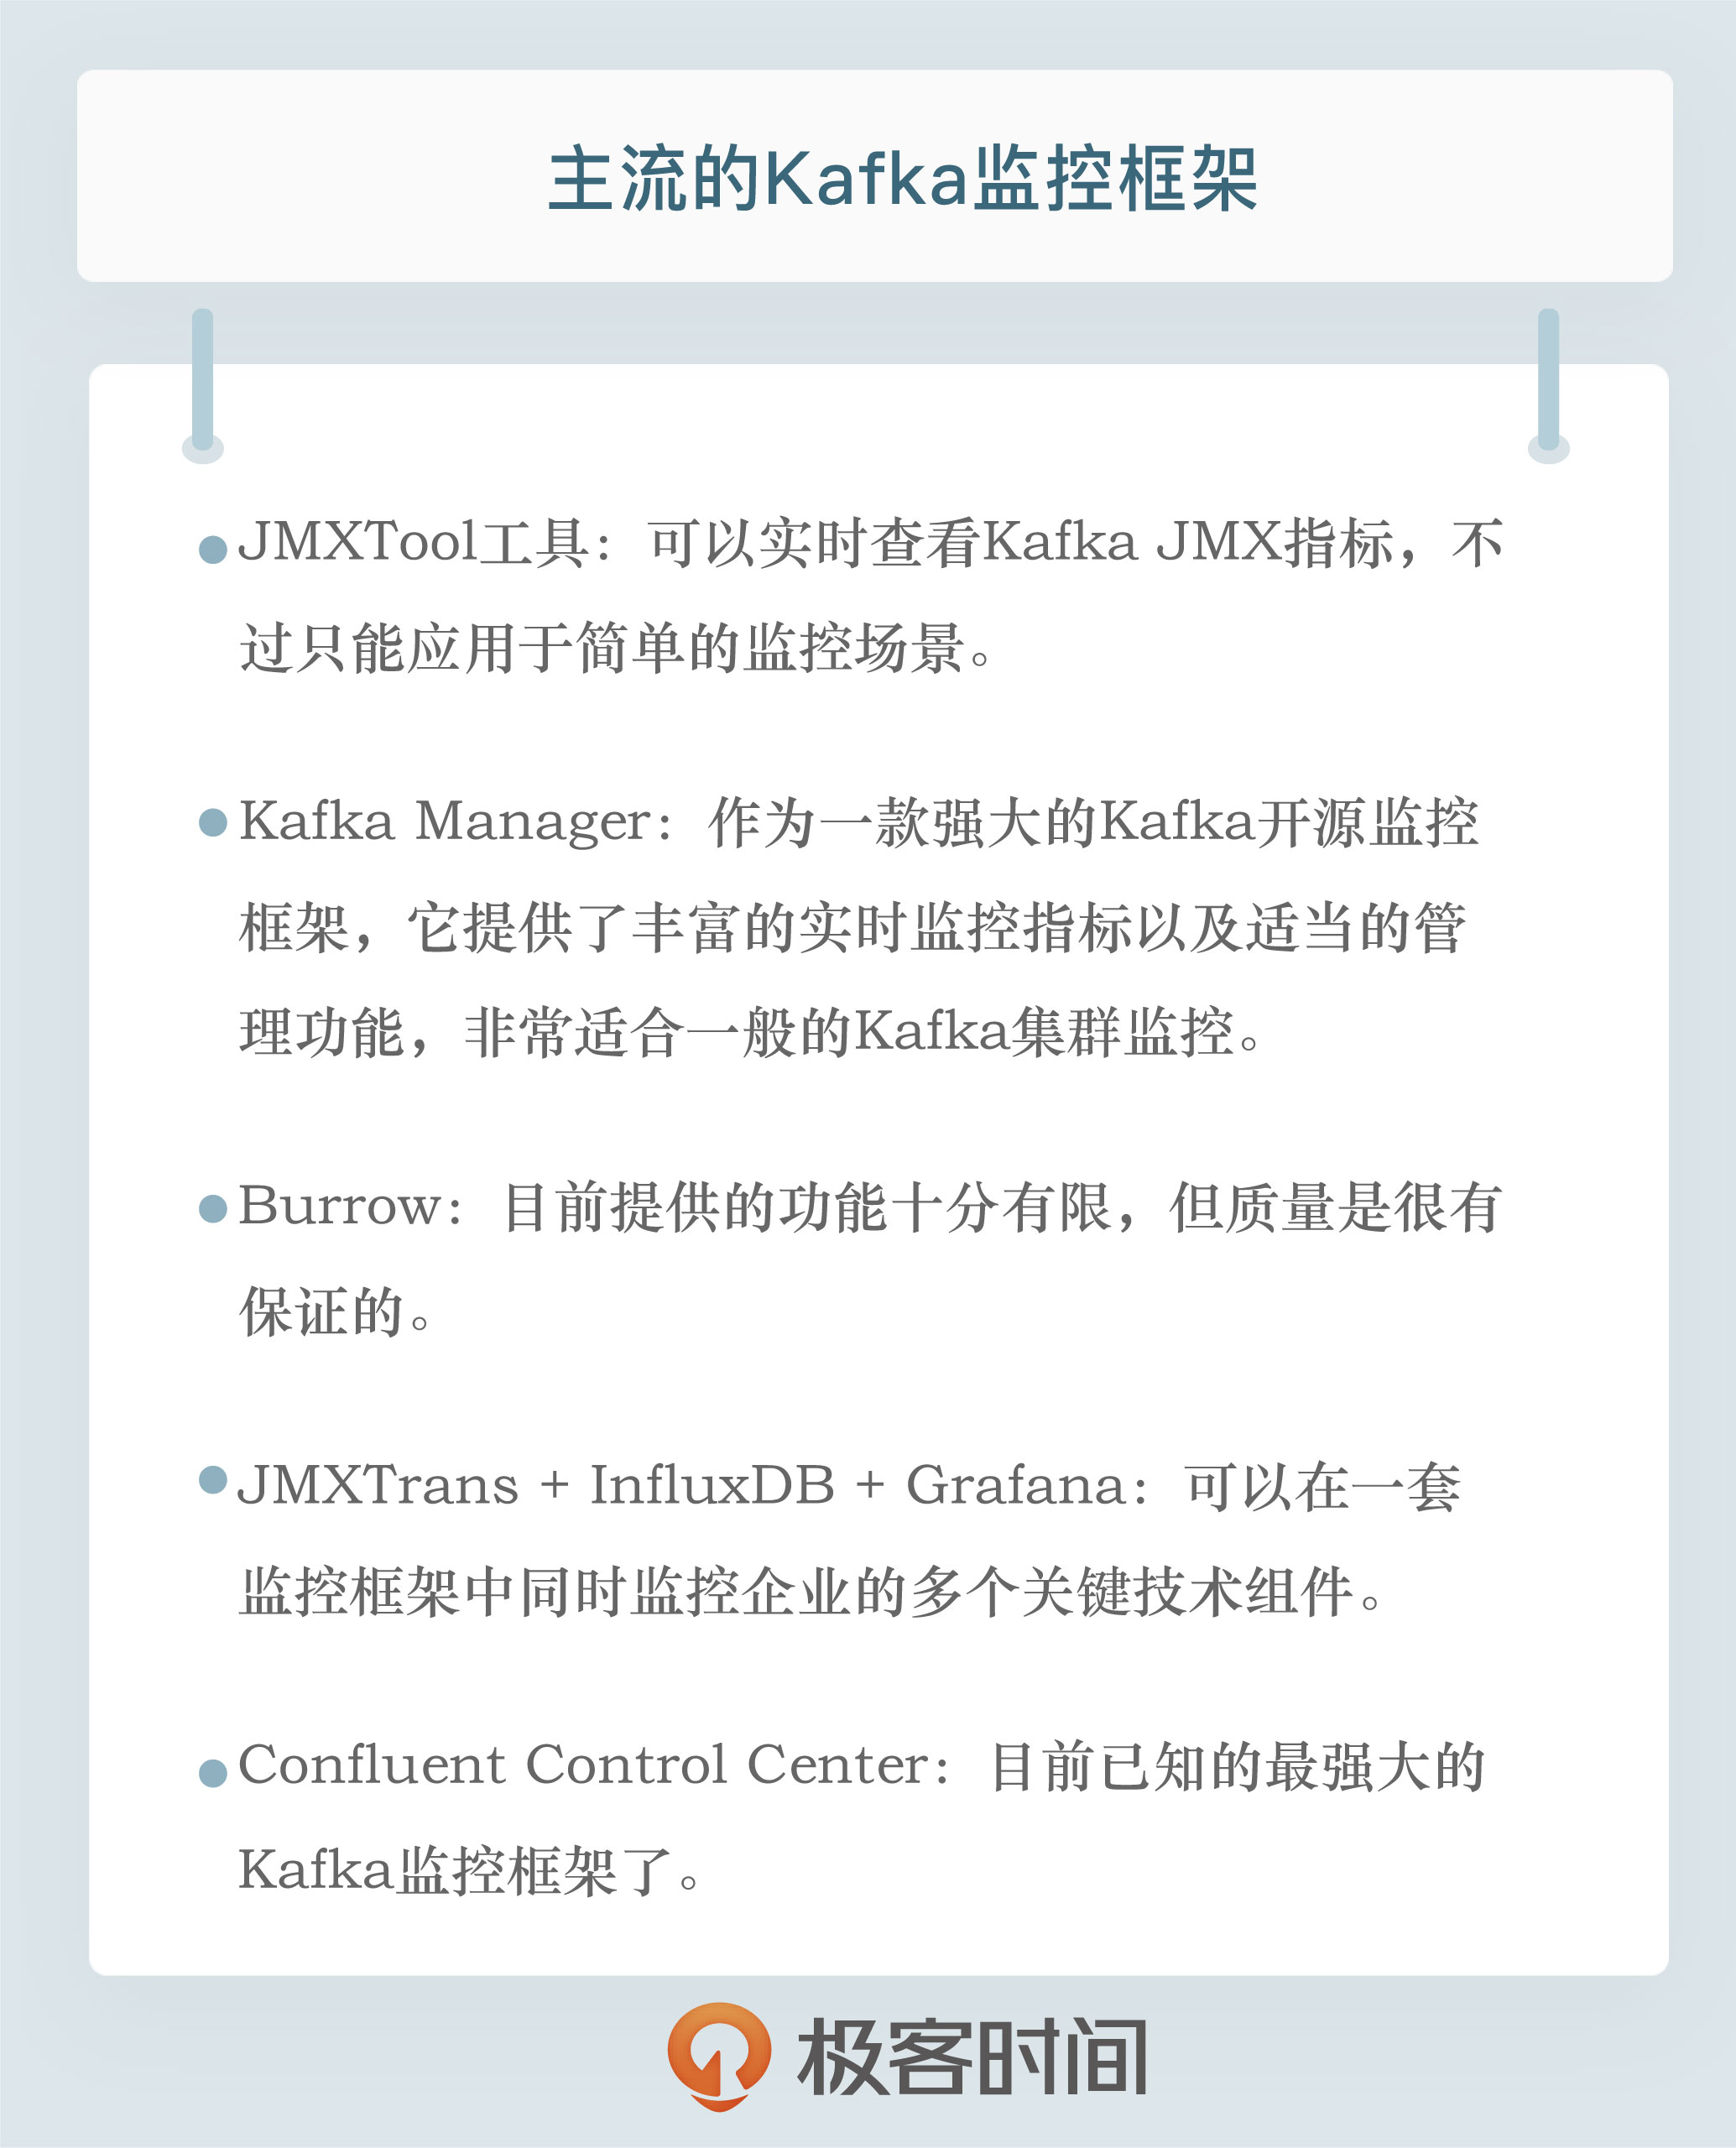 主流的Kafka监控框架
JMXTool工具：可以实时查看Kafka JMX指标，不
过只能应用于简单的监控场景。
Kafka Manager：作为一款强大的Kafka开源监控
框架，它提供了丰富的实时监控指标以及适当的管
理功能，非常适合一般的Kafka集群监控。
Burrow：目前提供的功能十分有限，但质量是很有
保证的。
JMXTrans + InfluxDB + Grafana：可以在一套
监控框架中同时监控企业的多个关键技术组件。
Confluent Control Center：目前已知的最强大的
Kafka监控框架了。
极客时间